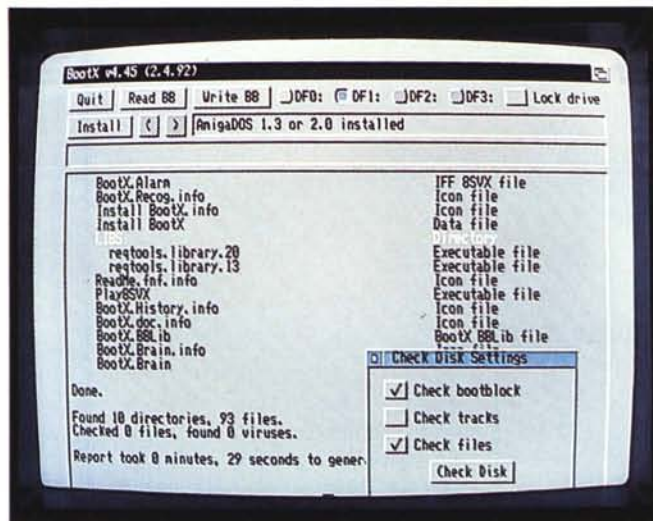 BootX v4.45 (2.4.92)
Quit Read BB Write BB DF0: DF1: DF2: DF3: Lock drive
Install < > AmigaDOS 1.3 or 2.0 installed
BootX.Alarm IFF 8SVX file
BootX.Recog.info Icon file
Install BootX.info Icon file
Install BootX Data file
LIBS Directory
reqtools.library.20 Executable file
reqtools.library.13 Executable file
ReadMe.fnf.info Icon file
Play8SVX Executable file
BootX.History.info Icon file
BootX.doc.info Icon file
BootX.BBLib BootX BBLib file
BootX.Brain.info
BootX.Brain
Check Disk Settings
Check bootblock
Check tracks
Check files
Check Disk
Done.
Found 10 directories, 93 files.
Checked 0 files, found 0 viruses.
Report took 0 minutes, 29 seconds to gener